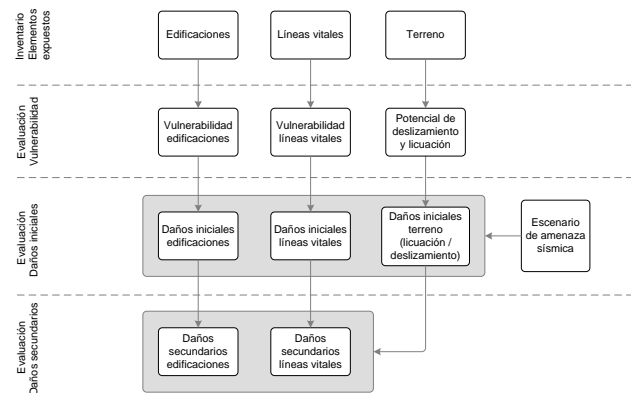 Inventario
Elementos
expuestos
Edificaciones
Líneas vitales
Terreno
Evaluación
Vulnerabilidad
Vulnerabilidad
edificaciones
Vulnerabilidad
líneas vitales
Potencial de
deslizamiento
y licuación
Evaluación
Daños iniciales
Daños iniciales
edificaciones
Daños iniciales
líneas vitales
Daños iniciales
terreno
(licuación /
deslizamiento)
Escenario
de amenaza
sísmica
Evaluación
Daños secundarios
Daños
secundarios
edificaciones
Daños
secundarios
líneas vitales